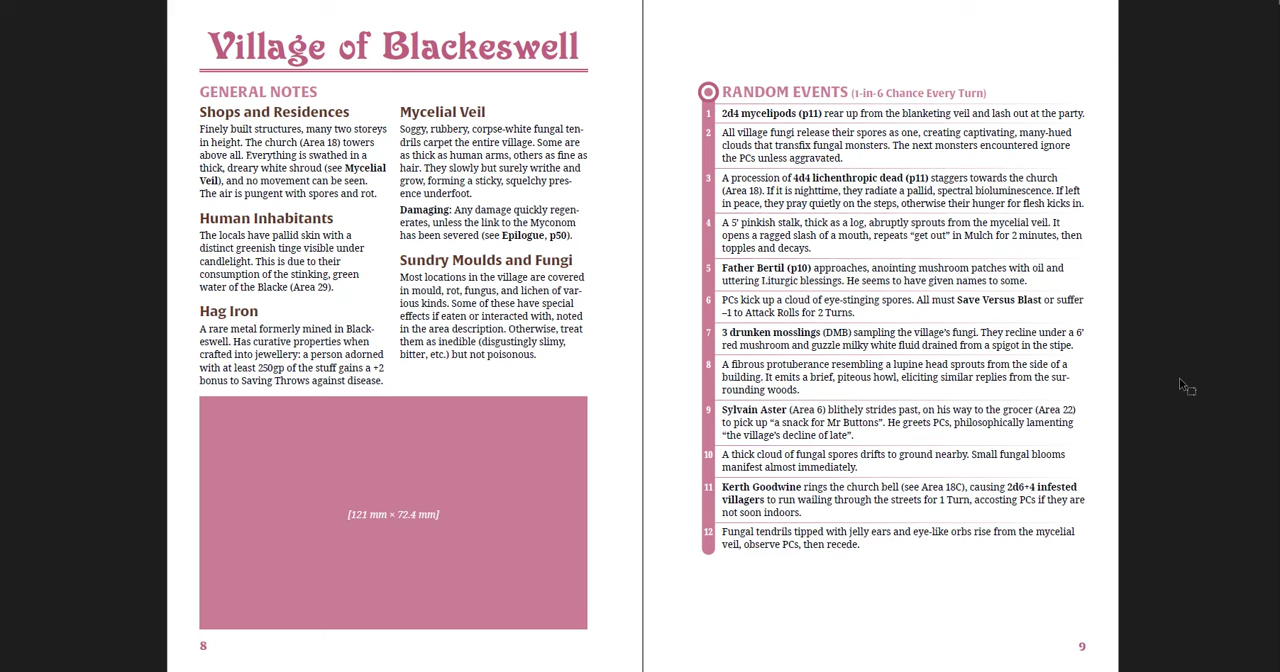 Village of Blackeswell
GENERAL NOTES
Shops and Residences
Finely built structures, many two storeys
in height. The church (Area 18) towers
above all. Everything is swathed in a
thick, dreary white shroud (see Mycelial
Veil), and no movement can be seen.
The air is pungent with spores and rot.
Human Inhabitants
The locals have pallid skin with a
distinct greenish tinge visible under
candlelight. This is due to their
consumption of the stinking, green
water of the Blacke (Area 29).
Hag Iron
A rare metal formerly mined in Black-
eswell. Has curative properties when
crafted into jewellery: a person adorned
with at least 250gp of the stuff gains a +2
bonus to Saving Throws against disease.
Mycelial Veil
Soggy, rubbery, corpse-white fungal ten-
drils carpet the entire village. Some are
as thick as human arms, others as fine as
hair. They slowly but surely writhe and
grow, forming a sticky, squelchy pres-
ence underfoot.
Damaging: Any damage quickly regen-
erates, unless the link to the Myconom
has been severed (see Epilogue, p50).
Sundry Moulds and Fungi
Most locations in the village are covered
in mould, rot, fungus, and lichen of var-
ious kinds. Some of these have special
effects if eaten or interacted with, noted
in the area description. Otherwise, treat
them as inedible (disgustingly slimy,
bitter, etc.) but not poisonous.
[121 mm × 72.4 mm]
8
RANDOM EVENTS (1-in-6 Chance Every Turn)
1 2d4 mycelipods (p11) rear up from the blanketing veil and lash out at the party.
2 All village fungi release their spores as one, creating captivating, many-hued
clouds that transfix fungal monsters. The next monsters encountered ignore
the PCs unless aggravated.
3 A procession of 4d4 lichenthropic dead (p11) staggers towards the church
(Area 18). If it is nighttime, they radiate a pallid, spectral bioluminescence. If left
in peace, they pray quietly on the steps, otherwise their hunger for flesh kicks in.
4 A 5' pinkish stalk, thick as a log, abruptly sprouts from the mycelial veil. It
opens a ragged slash of a mouth, repeats “get out” in Mulch for 2 minutes, then
topples and decays.
5 Father Bertil (p10) approaches, anointing mushroom patches with oil and
uttering Liturgic blessings. He seems to have given names to some.
6 PCs kick up a cloud of eye-stinging spores. All must Save Versus Blast or suffer
–1 to Attack Rolls for 2 Turns.
7 3 drunken mosslings (DMB) sampling the village’s fungi. They recline under a 6'
red mushroom and guzzle milky white fluid drained from a spigot in the stipe.
8 A fibrous protuberance resembling a lupine head sprouts from the side of a
building. It emits a brief, piteous howl, eliciting similar replies from the sur-
rounding woods.
9 Sylvain Aster (Area 6) blithely strides past, on his way to the grocer (Area 22)
to pick up “a snack for Mr Buttons”. He greets PCs, philosophically lamenting
“the village’s decline of late”.
10 A thick cloud of fungal spores drifts to ground nearby. Small fungal blooms
manifest almost immediately.
11 Kerth Goodwine rings the church bell (see Area 18C), causing 2d6+4 infested
villagers to run wailing through the streets for 1 Turn, accosting PCs if they are
not soon indoors.
12 Fungal tendrils tipped with jelly ears and eye-like orbs rise from the mycelial
veil, observe PCs, then recede.
9